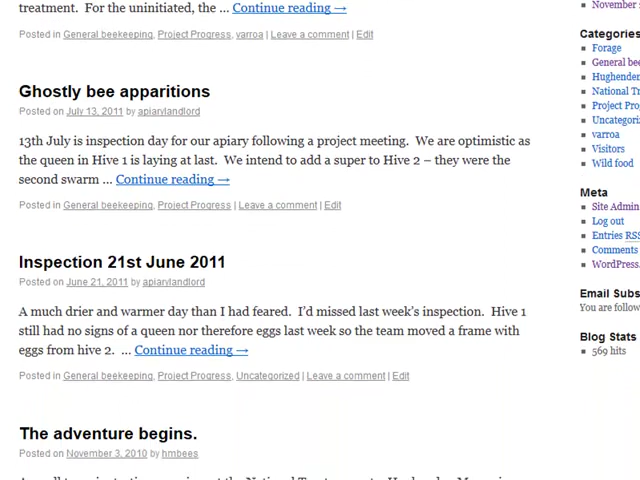 treatment.  For the uninitiated, the ... Continue reading →
Posted in General beekeeping, Project Progress, varroa | Leave a comment | Edit
Ghostly bee apparitions
Posted on July 13, 2011 by apiarylandlord
13th July is inspection day for our apiary following a project meeting.  We are optimistic as
the queen in Hive 1 is laying at last.  We intend to add a super to Hive 2 – they were the
second swarm ... Continue reading →
Posted in General beekeeping, Project Progress | Leave a comment | Edit
Inspection 21st June 2011
Posted on June 21, 2011 by apiarylandlord
A much drier and warmer day than I had feared.  I'd missed last week's inspection.  Hive 1
still had no signs of a queen nor therefore eggs last week so the team moved a frame with
eggs from hive 2.  ... Continue reading →
Posted in General beekeeping, Project Progress, Uncategorized | Leave a comment | Edit
The adventure begins.
Posted on November 3, 2010 by hmbees
November
Categories
Forage
General bee
Hughender
National Tr
Project Pro
Uncategoriz
varroa
Visitors
Wild food
Meta
Site Admin
Log out
Entries RSS
Comments
WordPress.
Email Subs
You are follow
Blog Stats
569 hits